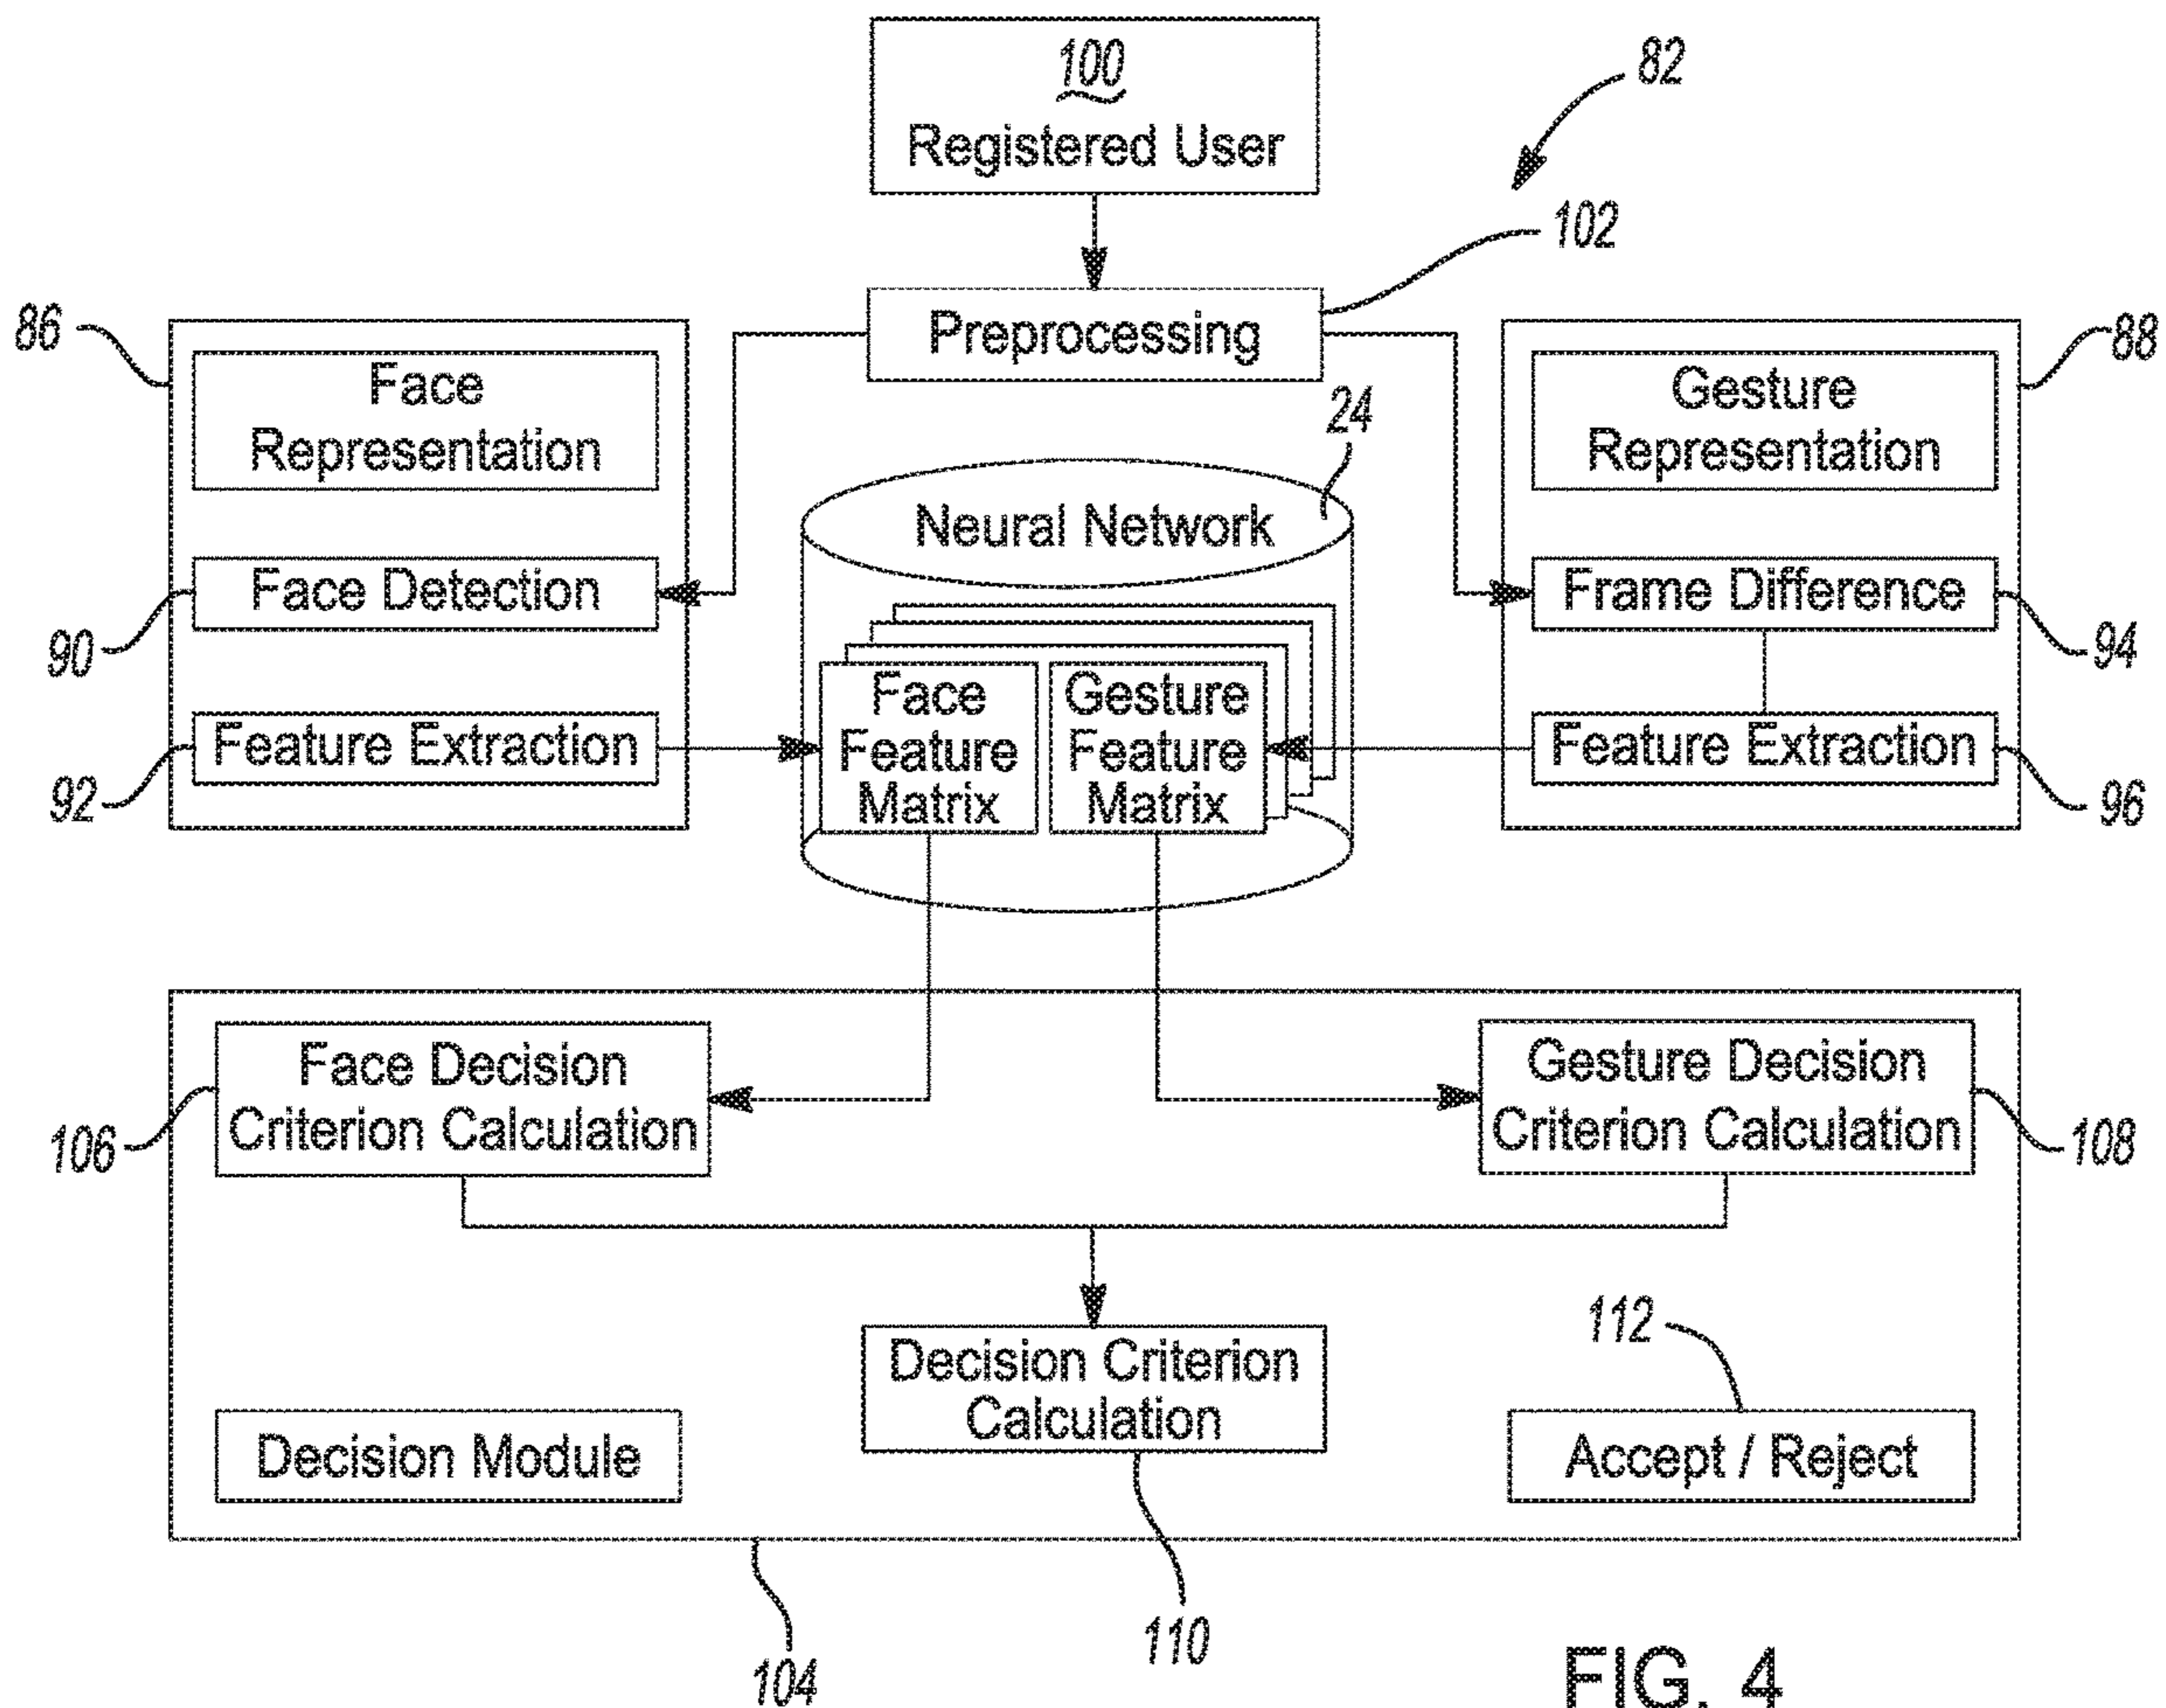 100
Registered User
82
102
Preprocessing
86
Face
Representation
88
Gesture
Representation
24
Neural Network
Face Detection
90
Frame Difference
94
Feature Extraction
92
Face
Feature
Matrix
Gesture
Feature
Matrix
Feature Extraction
96
Face Decision
Criterion Calculation
106
Gesture Decision
Criterion Calculation
108
Decision Criterion
Calculation
110
112
Decision Module
Accept / Reject
104
FIG. 4